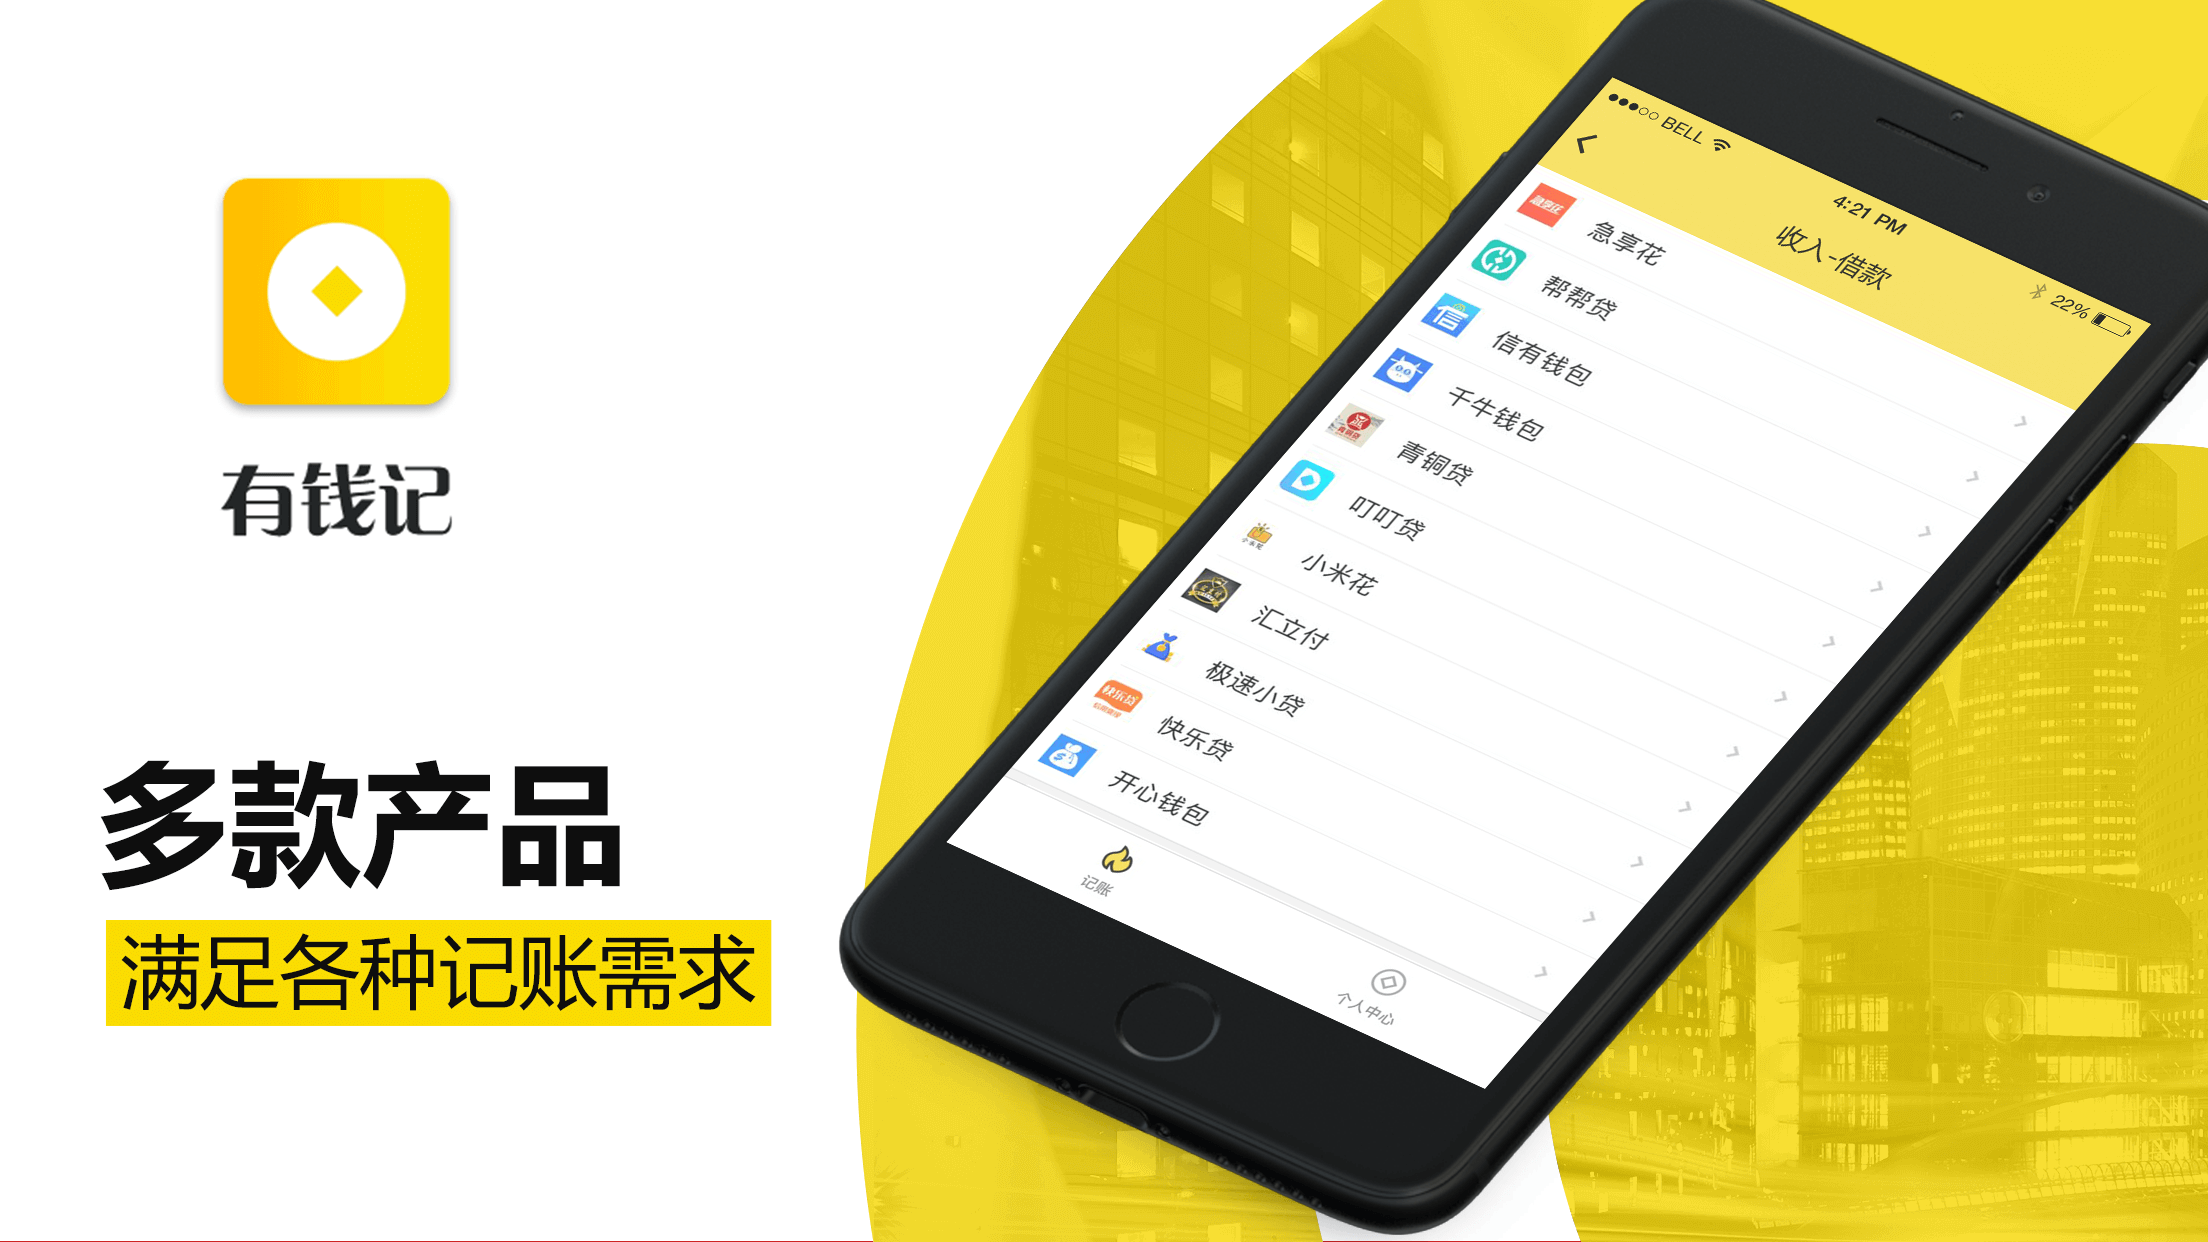 有钱记
多款产品
满足各种记账需求
BELL
4:21 PM
22%
收入-借款
急享花
帮帮贷
信有钱包
千牛钱包
青铜贷
叮叮贷
小米花
汇立付
极速小贷
快乐贷
开心钱包
记账
个人中心